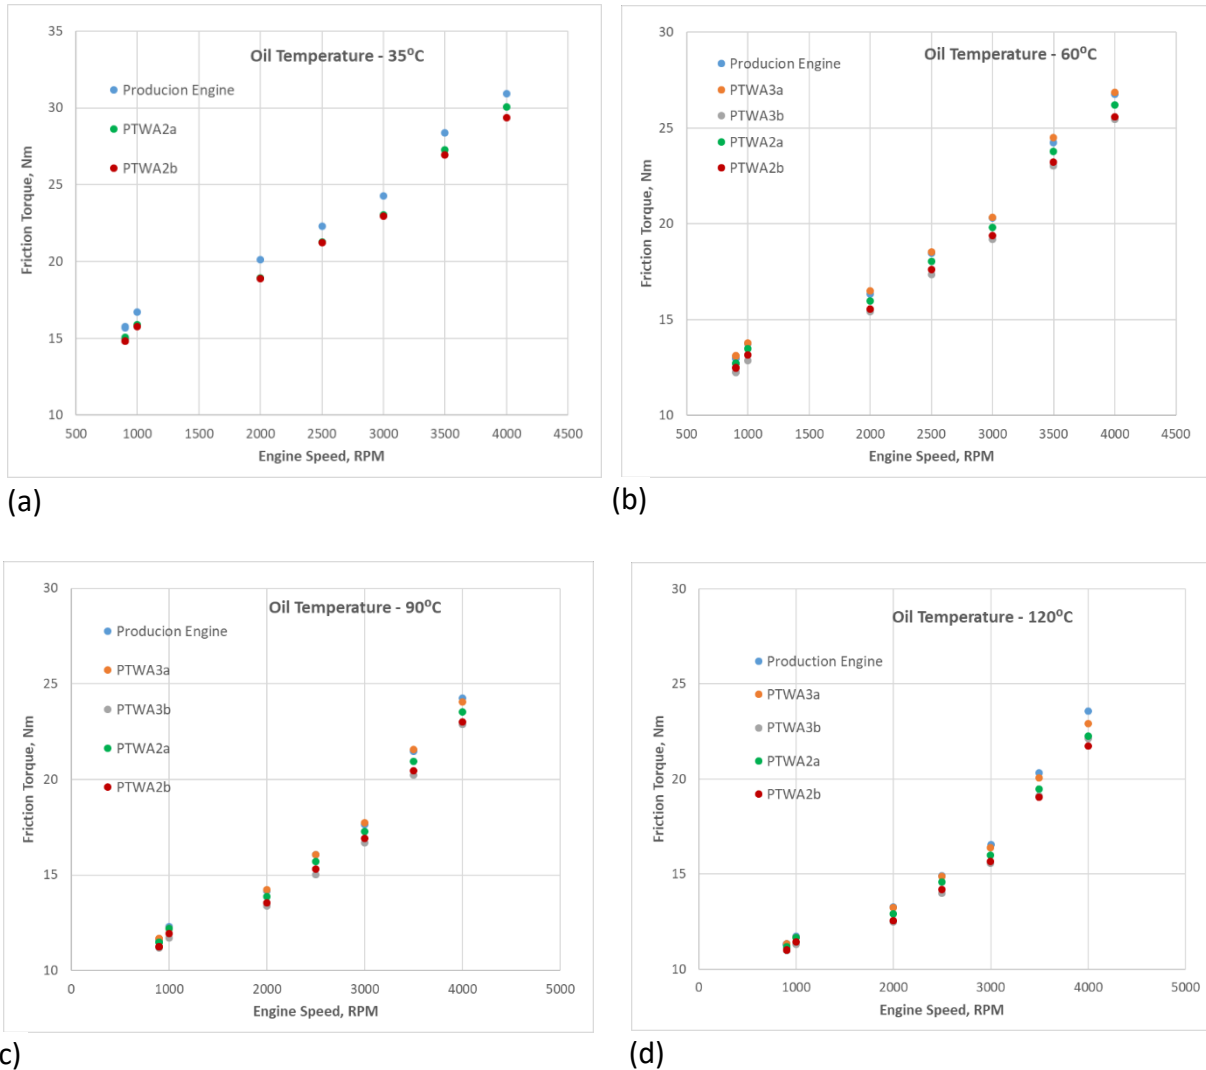 Oil Temperature - 35⁰C
Producion Engine
PTWA2a
PTWA2b
Friction Torque, Nm
35
30
25
20
15
10
500 1000 1500 2000 2500 3000 3500 4000 4500
Engine Speed, RPM
(a)
Oil Temperature - 60⁰C
Producion Engine
PTWA3a
PTWA3b
PTWA2a
PTWA2b
Friction Torque, Nm
30
25
20
15
10
500 1000 1500 2000 2500 3000 3500 4000 4500
Engine Speed, RPM
(b)
Oil Temperature - 90⁰C
Producion Engine
PTWA3a
PTWA3b
PTWA2a
PTWA2b
Friction Torque, Nm
30
25
20
15
10
0 1000 2000 3000 4000 5000
Engine Speed, RPM
c)
Oil Temperature - 120⁰C
Production Engine
PTWA3a
PTWA3b
PTWA2a
PTWA2b
Friction Torque, Nm
30
25
20
15
10
0 1000 2000 3000 4000 5000
Engine Speed, RPM
(d)